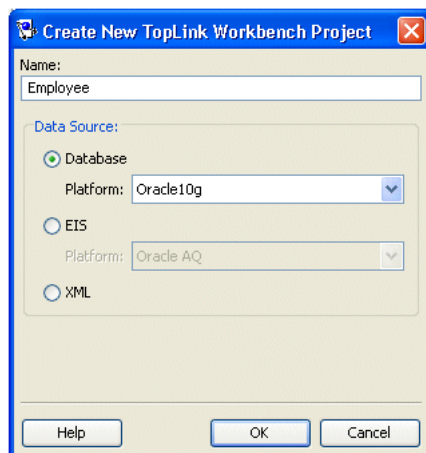 Create New TopLink Workbench Project
Name:
Employee
Data Source:
Database
Platform: Oracle10g
EIS
Platform: Oracle AQ
XML
Help OK Cancel